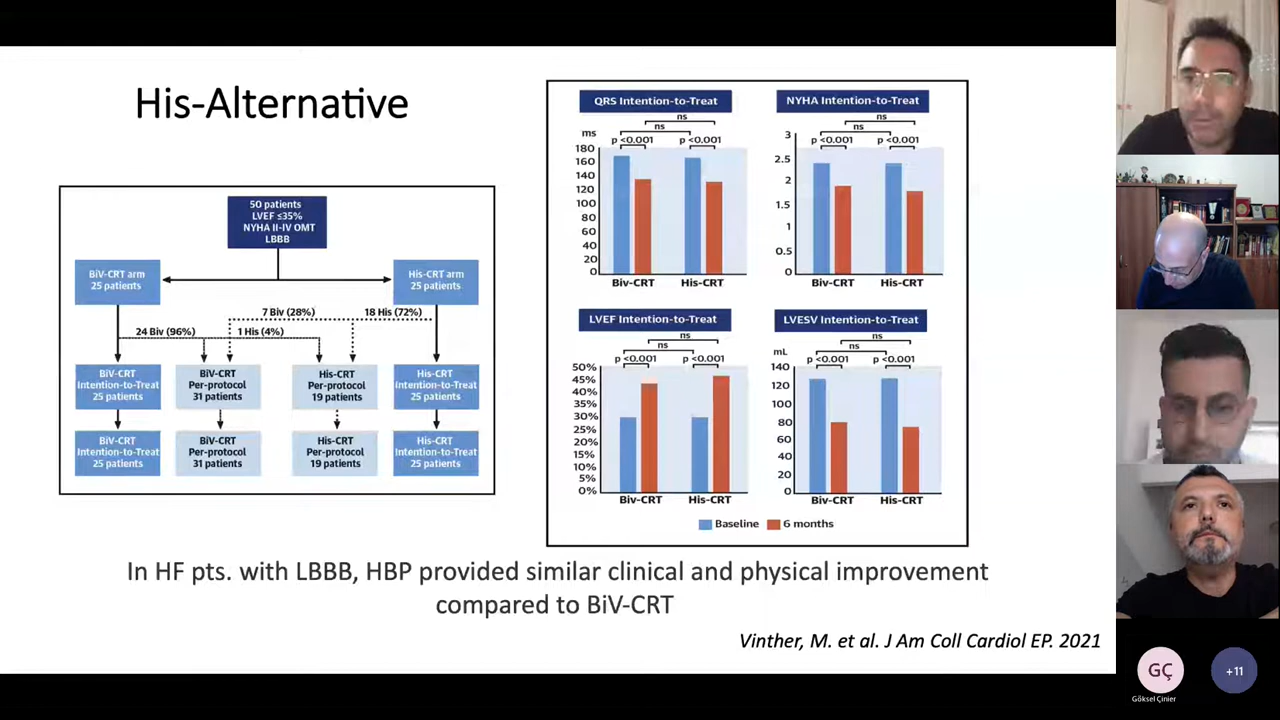 His-Alternative
50 patients
LVEF ≤35%
NYHA II-IV OMT
LBBB
BiV-CRT arm
25 patients
His-CRT arm
25 patients
7 Biv (28%)
18 His (72%)
24 Biv (96%)
1 His (4%)
BiV-CRT
Intention-to-Treat
25 patients
BiV-CRT
Per-protocol
31 patients
His-CRT
Per-protocol
19 patients
His-CRT
Intention-to-Treat
25 patients
BiV-CRT
Intention-to-Treat
25 patients
BiV-CRT
Per-protocol
31 patients
His-CRT
Per-protocol
19 patients
His-CRT
Intention-to-Treat
25 patients
QRS Intention-to-Treat
ns
ns
p <0.001
p <0.001
ms
180
160
140
120
100
80
60
40
20
0
Biv-CRT
His-CRT
NYHA Intention-to-Treat
ns
ns
p <0.001
p <0.001
3
2.5
2
1.5
1
0.5
0
Biv-CRT
His-CRT
LVEF Intention-to-Treat
ns
ns
p <0.001
p <0.001
50%
45%
40%
35%
30%
25%
20%
15%
10%
5%
0%
Biv-CRT
His-CRT
LVESV Intention-to-Treat
ns
ns
p <0.001
p <0.001
mL
140
120
100
80
60
40
20
0
Biv-CRT
His-CRT
Baseline
6 months
In HF pts. with LBBB, HBP provided similar clinical and physical improvement
compared to BiV-CRT
Vinther, M. et al. J Am Coll Cardiol EP. 2021
GÇ
+11
Göksel Çinier